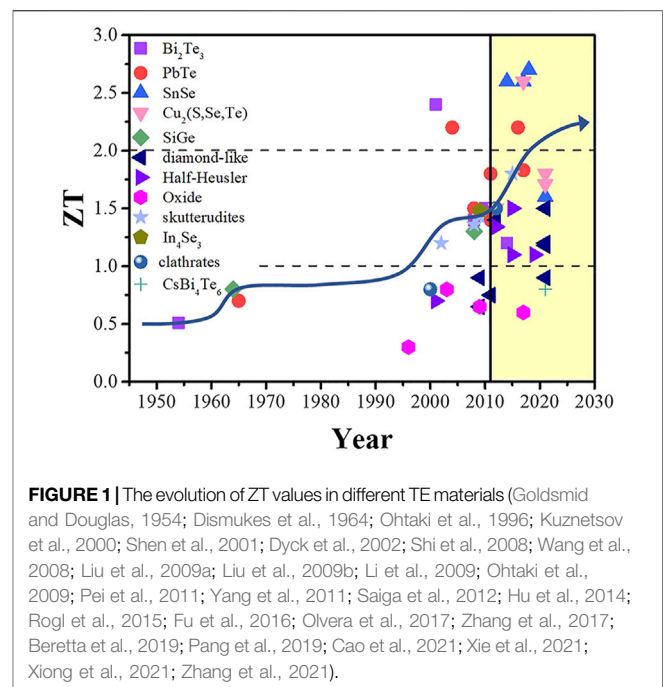 3.0
2.5
2.0
1.5
1.0
0.5
0.0
ZT
Bi₂Te₃
PbTe
SnSe
Cu₂(S,Se,Te)
SiGe
diamond-like
Half-Heusler
Oxide
skutterudites
In₄Se₃
clathrates
CsBi₄Te₆
1950 1960 1970 1980 1990 2000 2010 2020 2030
Year
FIGURE 1 | The evolution of ZT values in different TE materials (Goldsmid
and Douglas, 1954; Dismukes et al., 1964; Ohtaki et al., 1996; Kuznetsov
et al., 2000; Shen et al., 2001; Dyck et al., 2002; Shi et al., 2008; Wang et al.,
2008; Liu et al., 2009a; Liu et al., 2009b; Li et al., 2009; Ohtaki et al.,
2009; Pei et al., 2011; Yang et al., 2011; Saiga et al., 2012; Hu et al., 2014;
Rogl et al., 2015; Fu et al., 2016; Olvera et al., 2017; Zhang et al., 2017;
Beretta et al., 2019; Pang et al., 2019; Cao et al., 2021; Xie et al., 2021;
Xiong et al., 2021; Zhang et al., 2021).